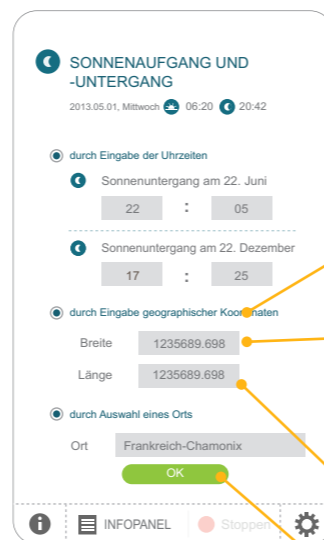 SONNENAUFGANG UND
-UNTERGANG
2013.05.01, Mittwoch 06:20 20:42
durch Eingabe der Uhrzeiten
Sonnenuntergang am 22. Juni
22 : 05
Sonnenuntergang am 22. Dezember
17 : 25
durch Eingabe geographischer Koordinaten
Breite 1235689.698
Länge 1235689.698
durch Auswahl eines Orts
Ort Frankreich-Chamonix
OK
INFOPANEL Stoppen